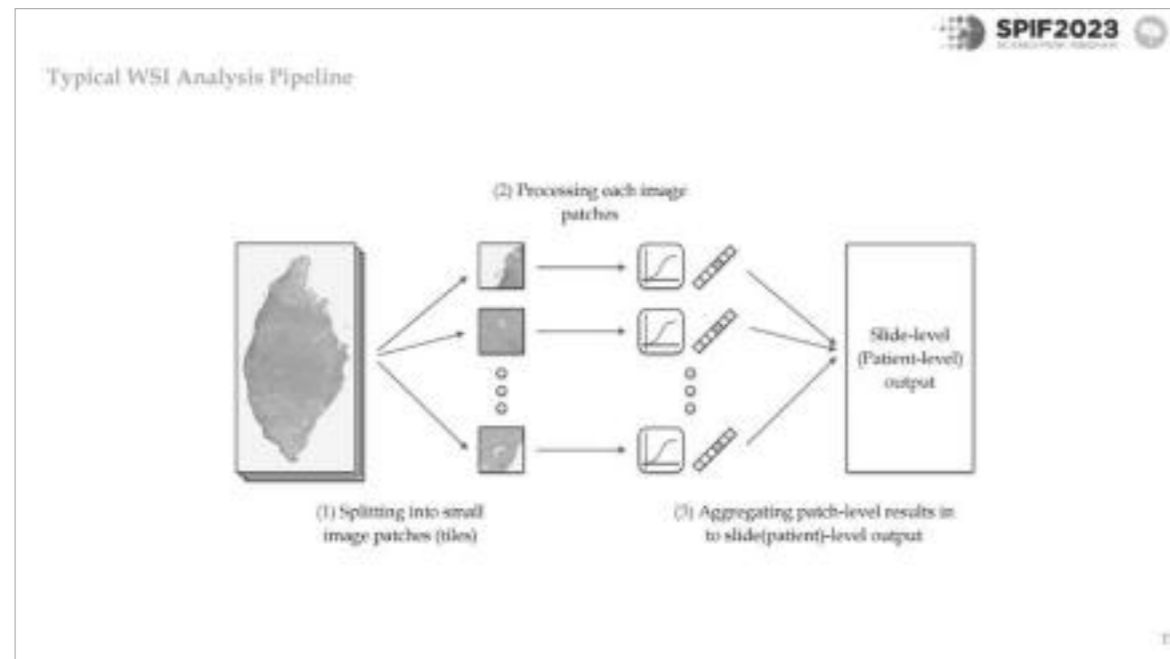 SPIF2023
Typical WSI Analysis Pipeline
(2) Processing each image
patches
Slide-level
(Patient-level)
output
(1) Splitting into small
image patches (tiles)
(3) Aggregating patch-level results in
to slide(patient)-level output